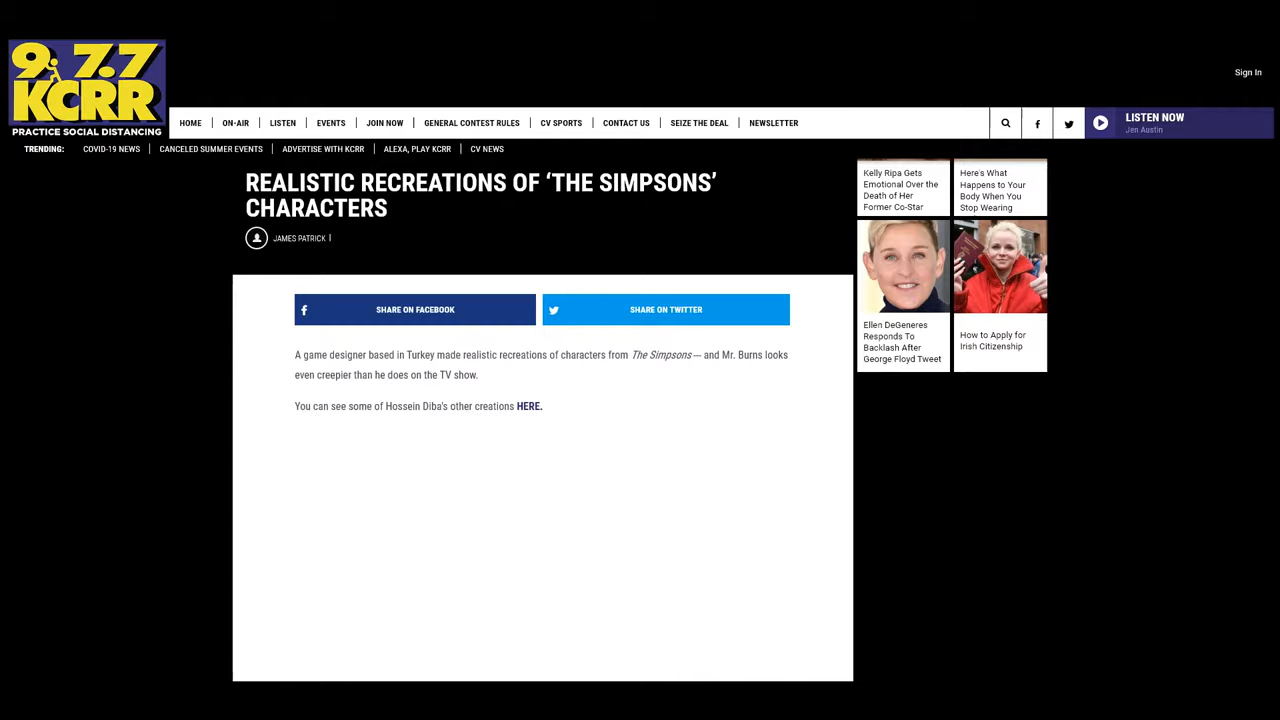 97.7
KCRR
PRACTICE SOCIAL DISTANCING
Sign In
HOME
ON-AIR
LISTEN
EVENTS
JOIN NOW
GENERAL CONTEST RULES
CV SPORTS
CONTACT US
SEIZE THE DEAL
NEWSLETTER
LISTEN NOW
Jen Austin
TRENDING:
COVID-19 NEWS
CANCELED SUMMER EVENTS
ADVERTISE WITH KCRR
ALEXA, PLAY KCRR
CV NEWS
REALISTIC RECREATIONS OF ‘THE SIMPSONS’
CHARACTERS
JAMES PATRICK
SHARE ON FACEBOOK
SHARE ON TWITTER
A game designer based in Turkey made realistic recreations of characters from The Simpsons — and Mr. Burns looks
even creepier than he does on the TV show.
You can see some of Hossein Diba's other creations HERE.
Kelly Ripa Gets
Emotional Over the
Death of Her
Former Co-Star
Here's What
Happens to Your
Body When You
Stop Wearing
Ellen DeGeneres
Responds To
Backlash After
George Floyd Tweet
How to Apply for
Irish Citizenship